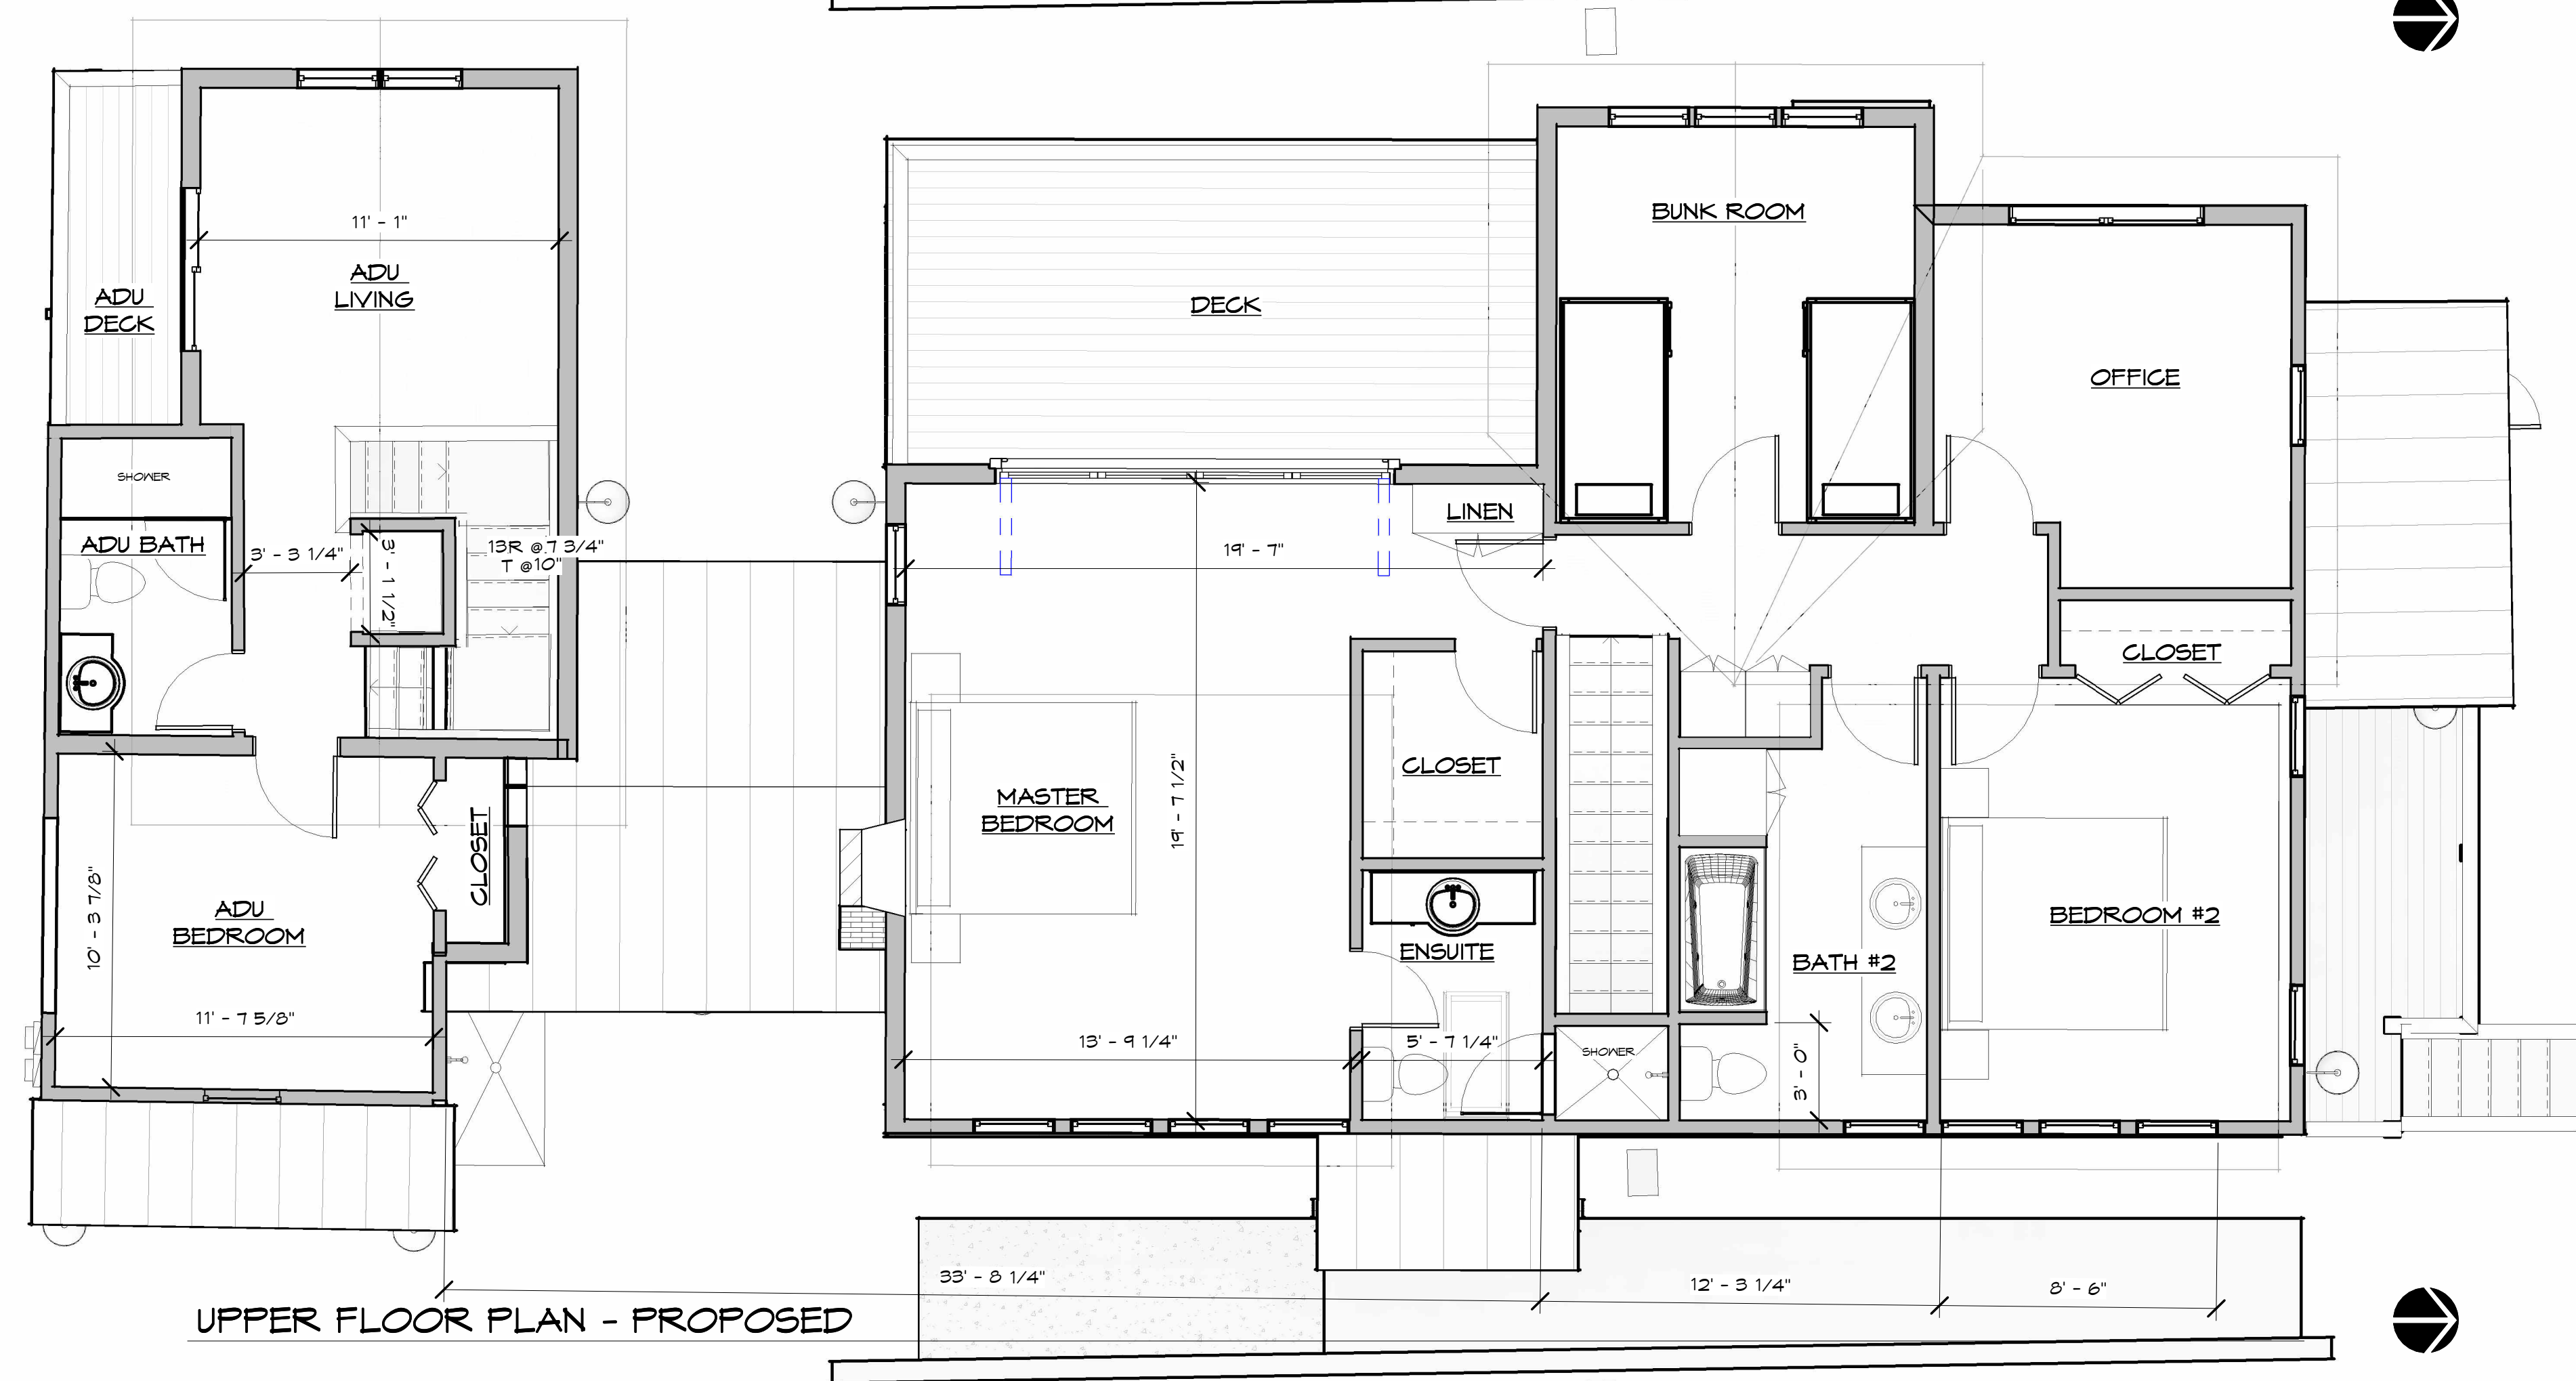 11' - 1"
ADU
LIVING
ADU
DECK
SHOWER
ADU BATH
3' - 3 1/4"
3' - 1 1/2"
13R @ 7 3/4"
T @10"
CLOSET
ADU
BEDROOM
10' - 3 7/8"
11' - 7 5/8"
DECK
BUNK ROOM
OFFICE
LINEN
19' - 7"
CLOSET
CLOSET
MASTER
BEDROOM
19' - 7 1/2"
ENSUITE
BEDROOM #2
BATH #2
13' - 9 1/4"
5' - 7 1/4"
SHOWER
3' - 0"
33' - 8 1/4"
12' - 3 1/4"
8' - 6"
UPPER FLOOR PLAN - PROPOSED